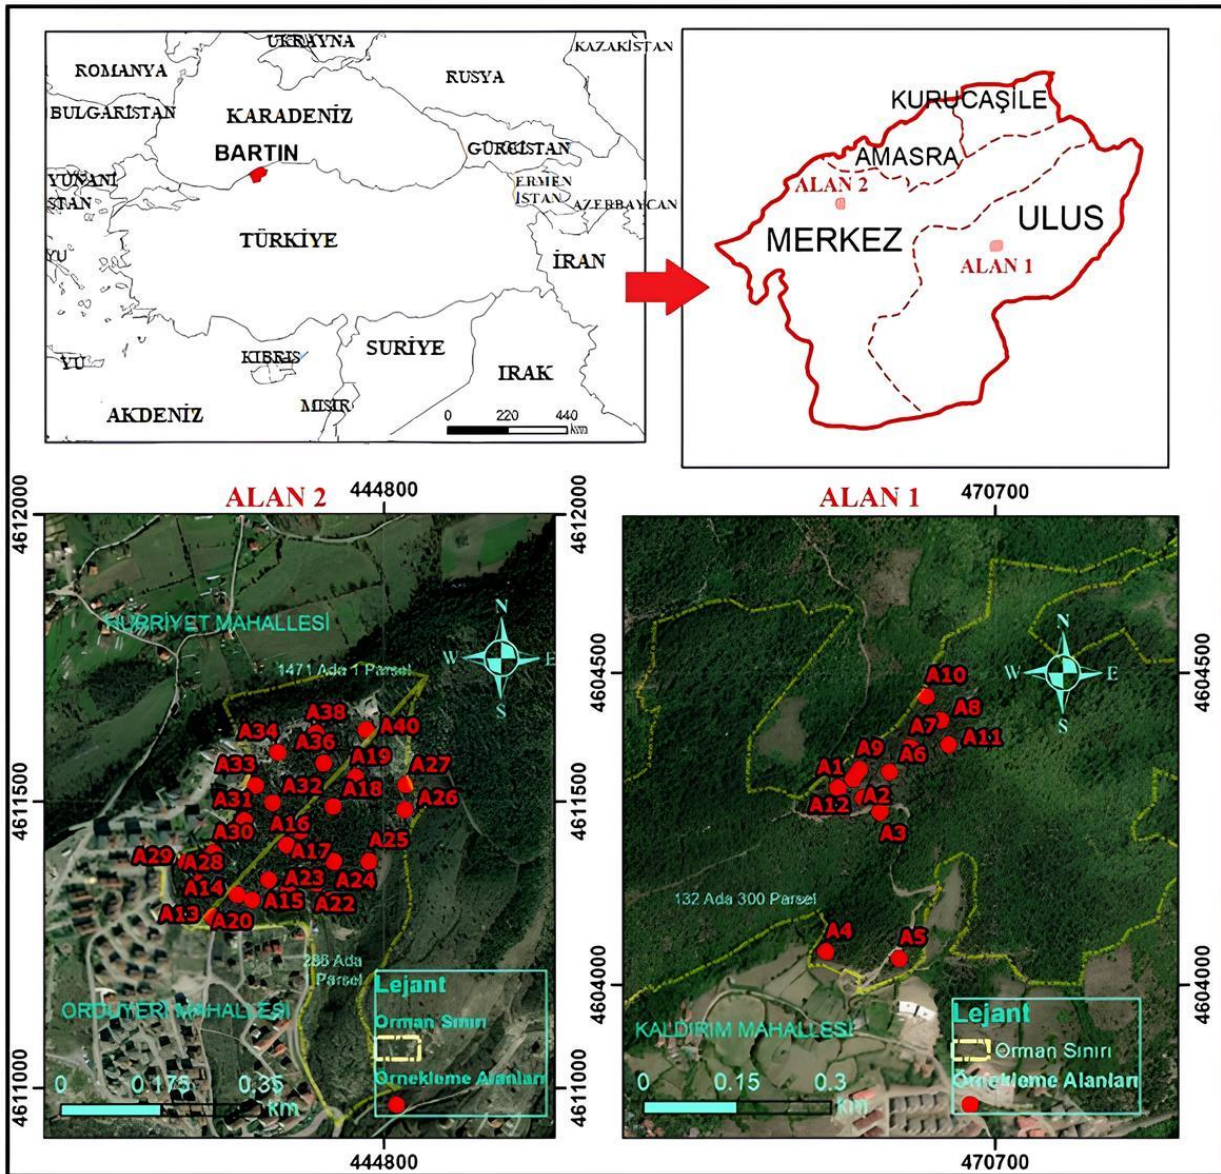 UKRAYNA
KAZAKİSTAN
ROMANYA
RUSYA
BULGARİSTAN
KARADENİZ
BARTIN
GÜRCİSTAN
YUNANİ
STAN
ERMEN
İSTAN
AZERBAYCAN
TÜRKİYE
İRAN
KIBRIS
SURİYE
IRAK
AKDENİZ
MISIR
0 220 440
km
KURUCAŞİLE
AMASRA
ALAN 2
ULUS
MERKEZ
ALAN 1
ALAN 2
444800
4612000
4612000
HÜRRİYET MAHALLESİ
N
W E
S
1471 Ada 1 Parsel
A38
A40
A34
A36
A19
A27
A33
A32
A18
A26
4611500
4611500
A31
A16
A30
A17
A25
A29
A28
A23
A24
A14
A15
A22
A13
A20
286 Ada
Parsel
ORDUYERİ MAHALLESİ
Lejant
Orman Sınırı
Örnekleme Alanları
0 0.175 0.35
km
4611000
4611000
444800
ALAN 1
470700
N
W E
S
4604500
4604500
A10
A8
A7
A11
A9
A6
A1
A2
A12
A3
132 Ada 300 Parsel
A4
A5
4604000
4604000
KALDIRIM MAHALLESİ
Lejant
Orman Sınırı
Örnekleme Alanları
0 0.15 0.3
km
470700